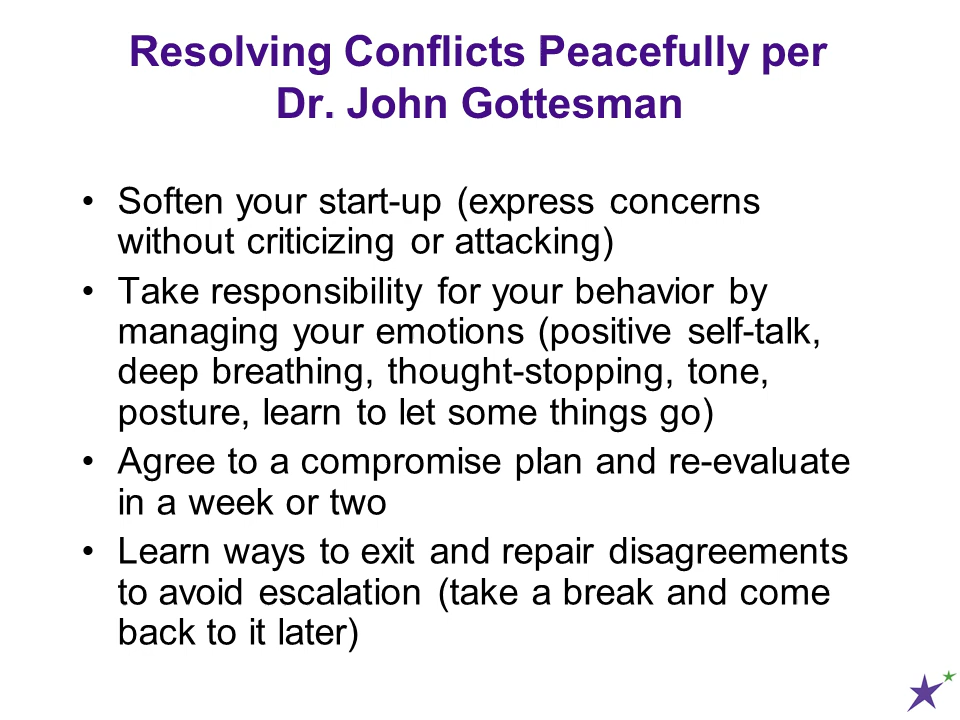 Resolving Conflicts Peacefully per
Dr. John Gottesman
• Soften your start-up (express concerns
without criticizing or attacking)
• Take responsibility for your behavior by
managing your emotions (positive self-talk,
deep breathing, thought-stopping, tone,
posture, learn to let some things go)
• Agree to a compromise plan and re-evaluate
in a week or two
• Learn ways to exit and repair disagreements
to avoid escalation (take a break and come
back to it later)